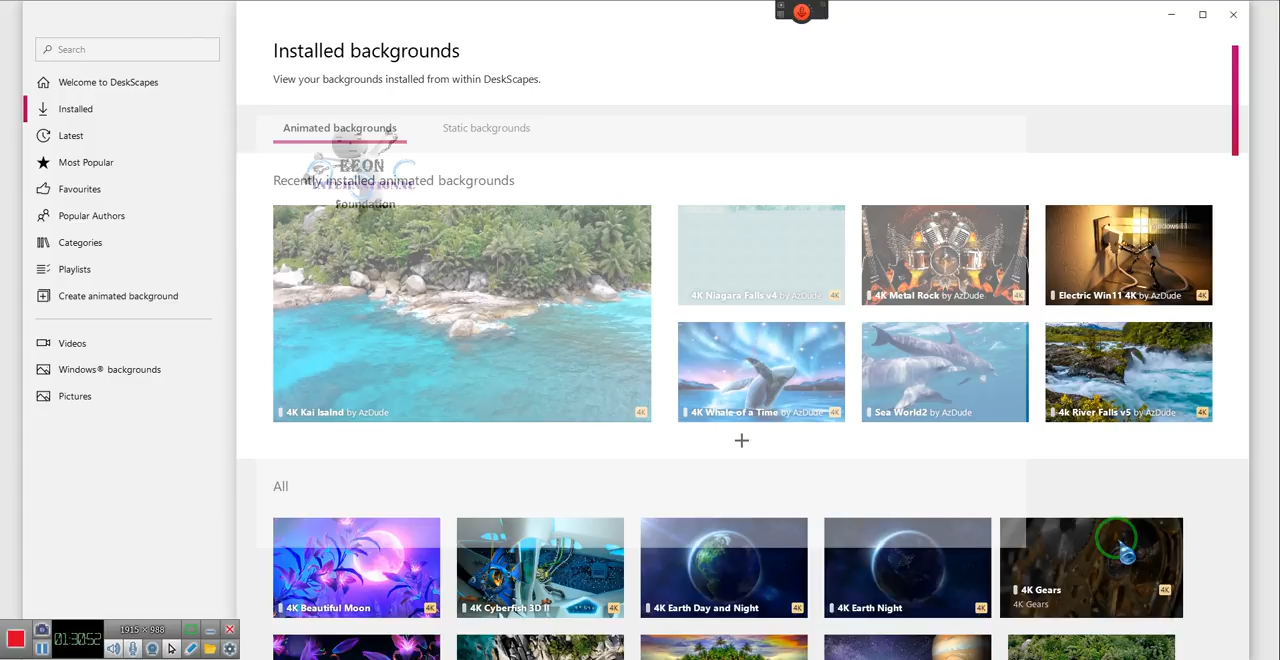 Search
Welcome to DeskScapes
Installed
Latest
Most Popular
Favourites
Popular Authors
Categories
Playlists
Create animated background
Videos
Windows® backgrounds
Pictures
Installed backgrounds
View your backgrounds installed from within DeskScapes.
Animated backgrounds
Static backgrounds
EEON
INTERNATIONAL
Foundation
Recently installed animated backgrounds
4K Kai Isalnd by AzDude 4K
4K Niagara Falls v4 by AzDude 4K
4K Metal Rock by AzDude 4K
Windows 11
Electric Win11 4K by AzDude 4K
4K Whale of a Time by AzDude 4K
Sea World2 by AzDude
4k River Falls v5 by AzDude 4K
All
4K Beautiful Moon 4K
4K Cyberfish 3D II 4K
4K Earth Day and Night 4K
4K Earth Night 4K
4K Gears 4K
4K Gears
01:30:52
1915 × 988